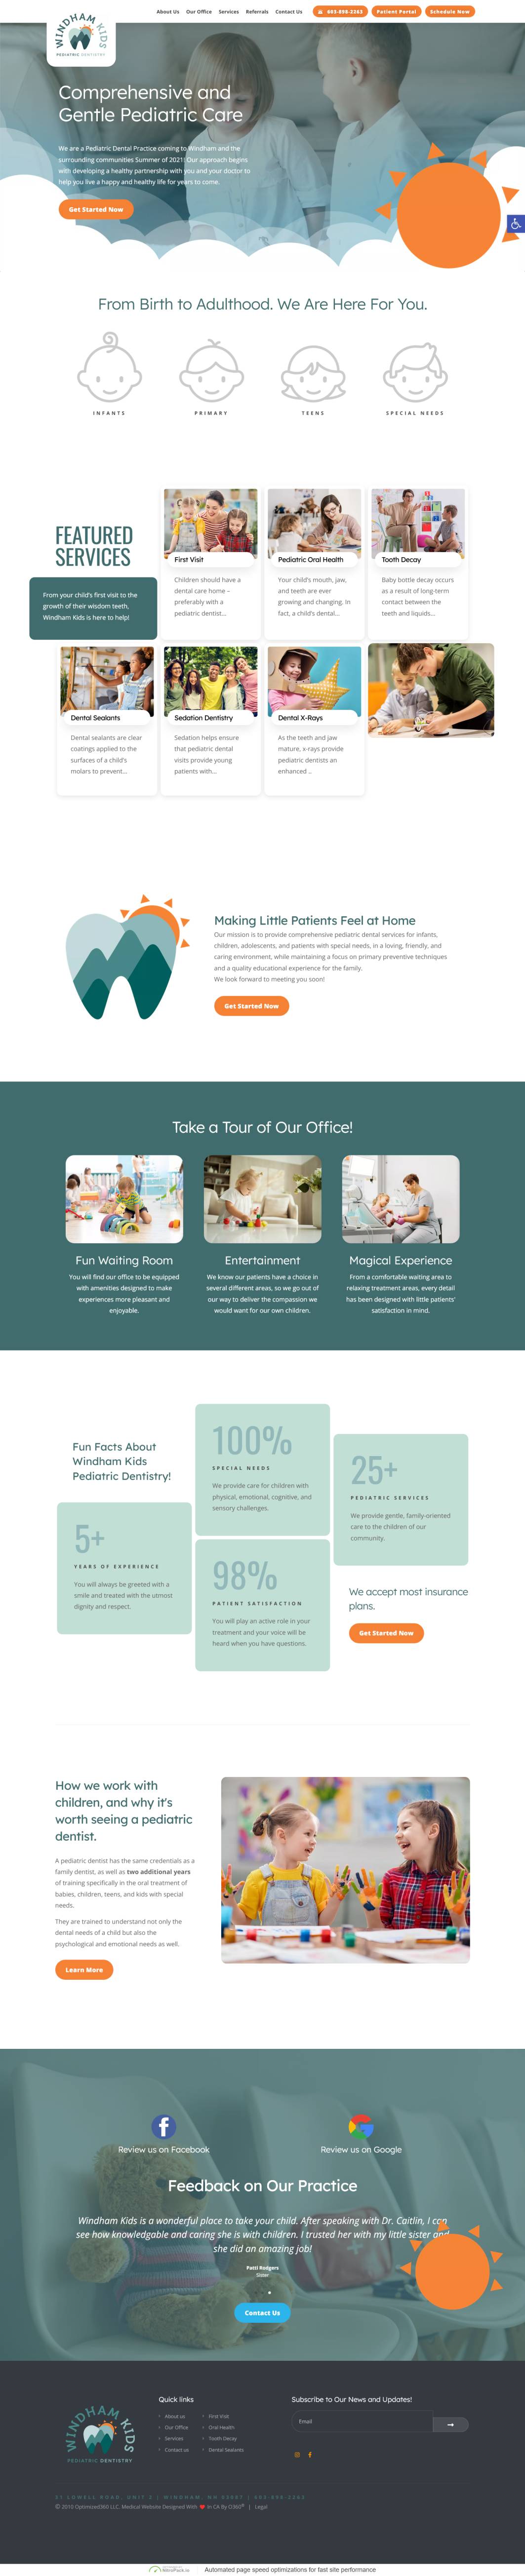 About Us Our Office Services Referrals Contact Us 603-898-2263 Patient Portal Schedule Now
WINDHAM KIDS
PEDIATRIC DENTISTRY
Comprehensive and
Gentle Pediatric Care
We are a Pediatric Dental Practice coming to Windham and the
surrounding communities Summer of 2021! Our approach begins
with developing a healthy partnership with you and your doctor to
help you live a happy and healthy life for years to come.
Get Started Now
From Birth to Adulthood. We Are Here For You.
INFANTS
PRIMARY
TEENS
SPECIAL NEEDS
FEATURED
SERVICES
From your child's first visit to the
growth of their wisdom teeth,
Windham Kids is here to help!
First Visit
Children should have a
dental care home –
preferably with a
pediatric dentist...
Pediatric Oral Health
Your child's mouth, jaw,
and teeth are ever
growing and changing. In
fact, a child's dental...
Tooth Decay
Baby bottle decay occurs
as a result of long-term
contact between the
teeth and liquids...
Dental Sealants
Dental sealants are clear
coatings applied to the
surfaces of a child's
molars to prevent...
Sedation Dentistry
Sedation helps ensure
that pediatric dental
visits provide young
patients with...
Dental X-Rays
As the teeth and jaw
mature, x-rays provide
pediatric dentists an
enhanced ..
Making Little Patients Feel at Home
Our mission is to provide comprehensive pediatric dental services for infants,
children, adolescents, and patients with special needs, in a loving, friendly, and
caring environment, while maintaining a focus on primary preventive techniques
and a quality educational experience for the family.
We look forward to meeting you soon!
Get Started Now
Take a Tour of Our Office!
Fun Waiting Room
You will find our office to be equipped
with amenities designed to make
experiences more pleasant and
enjoyable.
Entertainment
We know our patients have a choice in
several different areas, so we go out of
our way to deliver the compassion we
would want for our own children.
Magical Experience
From a comfortable waiting area to
relaxing treatment areas, every detail
has been designed with little patients'
satisfaction in mind.
Fun Facts About
Windham Kids
Pediatric Dentistry!
5+
YEARS OF EXPERIENCE
You will always be greeted with a
smile and treated with the utmost
dignity and respect.
100%
SPECIAL NEEDS
We provide care for children with
physical, emotional, cognitive, and
sensory challenges.
98%
PATIENT SATISFACTION
You will play an active role in your
treatment and your voice will be
heard when you have questions.
25+
PEDIATRIC SERVICES
We provide gentle, family-oriented
care to the children of our
community.
We accept most insurance
plans.
Get Started Now
How we work with
children, and why it's
worth seeing a pediatric
dentist.
A pediatric dentist has the same credentials as a
family dentist, as well as two additional years
of training specifically in the oral treatment of
babies, children, teens, and kids with special
needs.
They are trained to understand not only the
dental needs of a child but also the
psychological and emotional needs as well.
Learn More
Review us on Facebook
Review us on Google
Feedback on Our Practice
Windham Kids is a wonderful place to take your child. After speaking with Dr. Caitlin, I can
see how knowledgable and caring she is with children. I trusted her with my little sister and
she did an amazing job!
Patti Rodgers
Sister
Contact Us
WINDHAM KIDS
PEDIATRIC DENTISTRY
Quick links
About us
Our Office
Services
Contact us
First Visit
Oral Health
Tooth Decay
Dental Sealants
Subscribe to Our News and Updates!
Email
© 2010 Optimized360 LLC. Medical Website Designed With ❤ in CA By O360® | Legal
Automated page speed optimizations for fast site performance